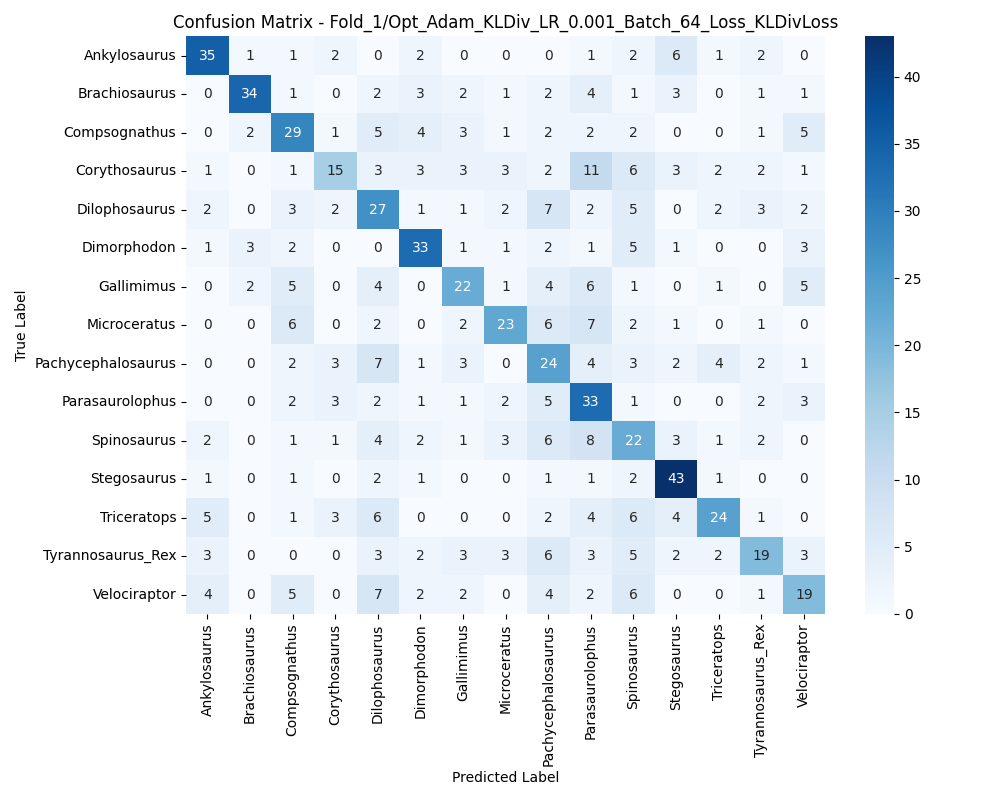 Confusion Matrix - Fold_1/Opt_Adam_KLDiv_LR_0.001_Batch_64_Loss_KLDivLoss
True Label
Ankylosaurus 35 1 1 2 0 2 0 0 0 1 2 6 1 2 0
Brachiosaurus 0 34 1 0 2 3 2 1 2 4 1 3 0 1 1
Compsognathus 0 2 29 1 5 4 3 1 2 2 2 0 0 1 5
Corythosaurus 1 0 1 15 3 3 3 3 2 11 6 3 2 2 1
Dilophosaurus 2 0 3 2 27 1 1 2 7 2 5 0 2 3 2
Dimorphodon 1 3 2 0 0 33 1 1 2 1 5 1 0 0 3
Gallimimus 0 2 5 0 4 0 22 1 4 6 1 0 1 0 5
Microceratus 0 0 6 0 2 0 2 23 6 7 2 1 0 1 0
Pachycephalosaurus 0 0 2 3 7 1 3 0 24 4 3 2 4 2 1
Parasaurolophus 0 0 2 3 2 1 1 2 5 33 1 0 0 2 3
Spinosaurus 2 0 1 1 4 2 1 3 6 8 22 3 1 2 0
Stegosaurus 1 0 1 0 2 1 0 0 1 1 2 43 1 0 0
Triceratops 5 0 1 3 6 0 0 0 2 4 6 4 24 1 0
Tyrannosaurus_Rex 3 0 0 0 3 2 3 3 6 3 5 2 2 19 3
Velociraptor 4 0 5 0 7 2 2 0 4 2 6 0 0 1 19
Ankylosaurus
Brachiosaurus
Compsognathus
Corythosaurus
Dilophosaurus
Dimorphodon
Gallimimus
Microceratus
Pachycephalosaurus
Parasaurolophus
Spinosaurus
Stegosaurus
Triceratops
Tyrannosaurus_Rex
Velociraptor
Predicted Label
40
35
30
25
20
15
10
5
0